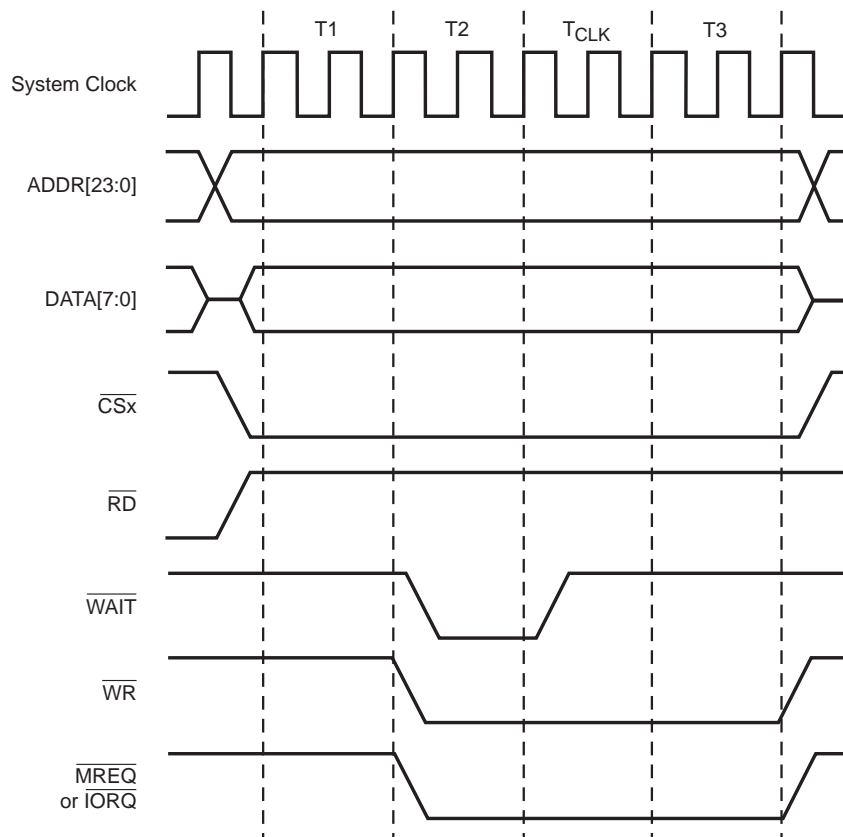 T1 T2 TCLK T3
System Clock
ADDR[23:0]
DATA[7:0]
CSx
RD
WAIT
WR
MREQ
or IORQ